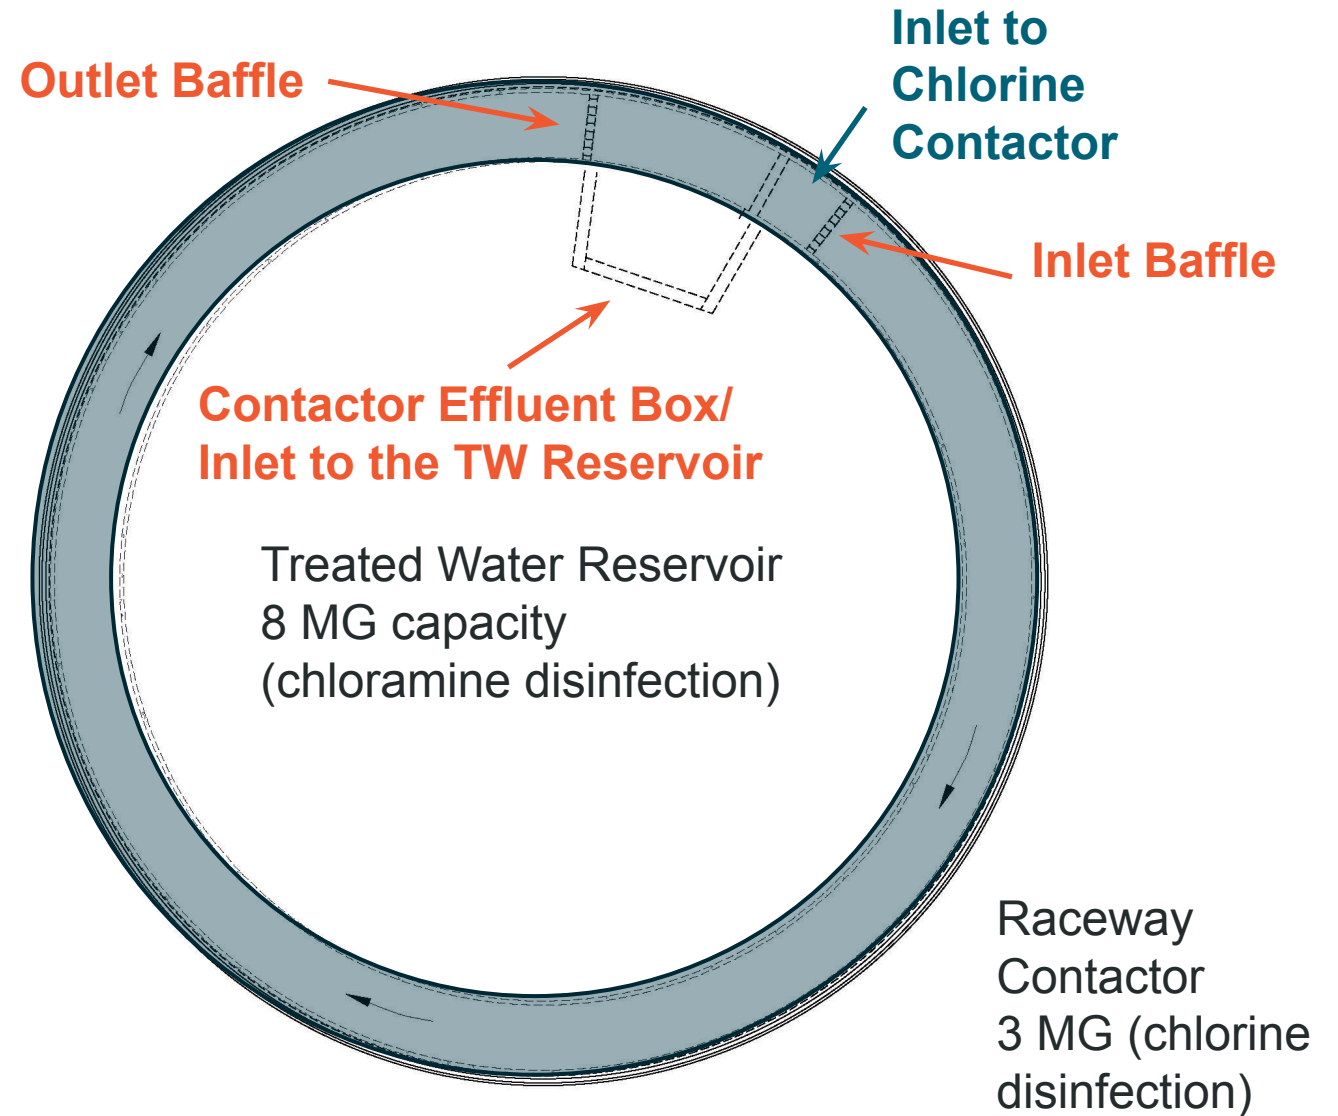 Inlet to
Chlorine
Contactor
Outlet Baffle
Inlet Baffle
Contactor Effluent Box/
Inlet to the TW Reservoir
Treated Water Reservoir
8 MG capacity
(chloramine disinfection)
Raceway
Contactor
3 MG (chlorine
disinfection)